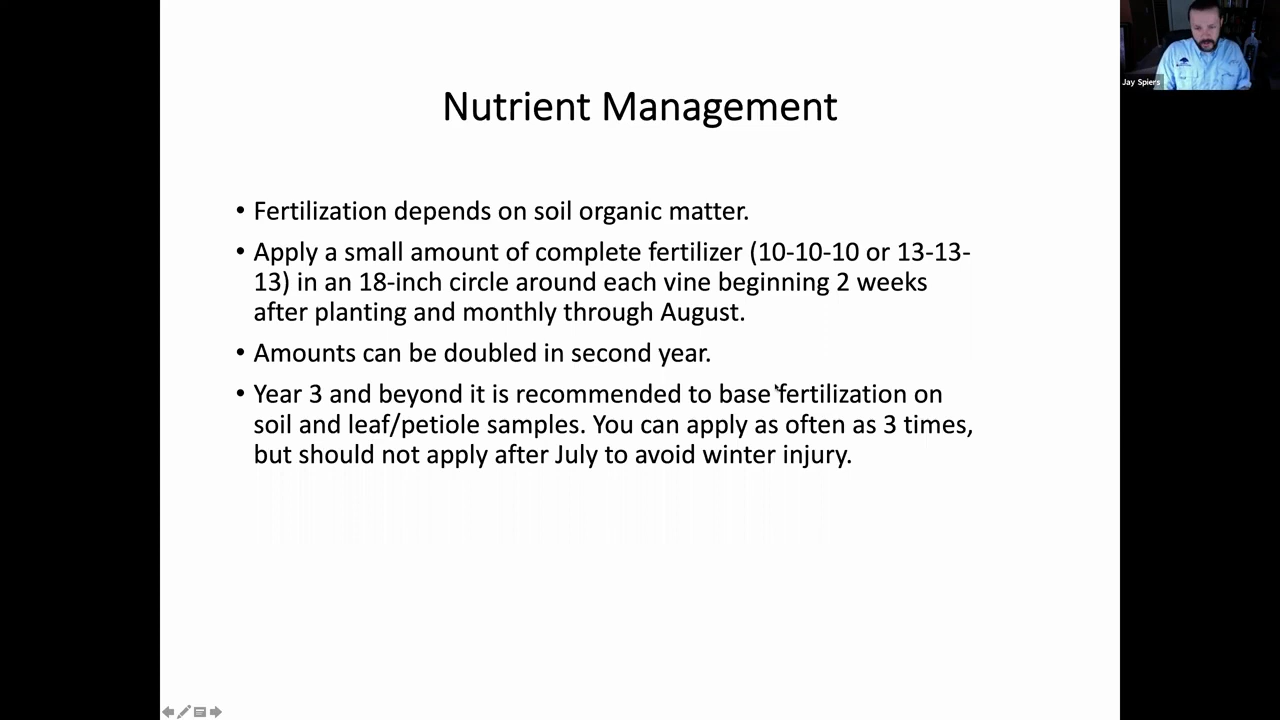 Nutrient Management
• Fertilization depends on soil organic matter.
• Apply a small amount of complete fertilizer (10-10-10 or 13-13-
13) in an 18-inch circle around each vine beginning 2 weeks
after planting and monthly through August.
• Amounts can be doubled in second year.
• Year 3 and beyond it is recommended to base fertilization on
soil and leaf/petiole samples. You can apply as often as 3 times,
but should not apply after July to avoid winter injury.
Jay Spiers